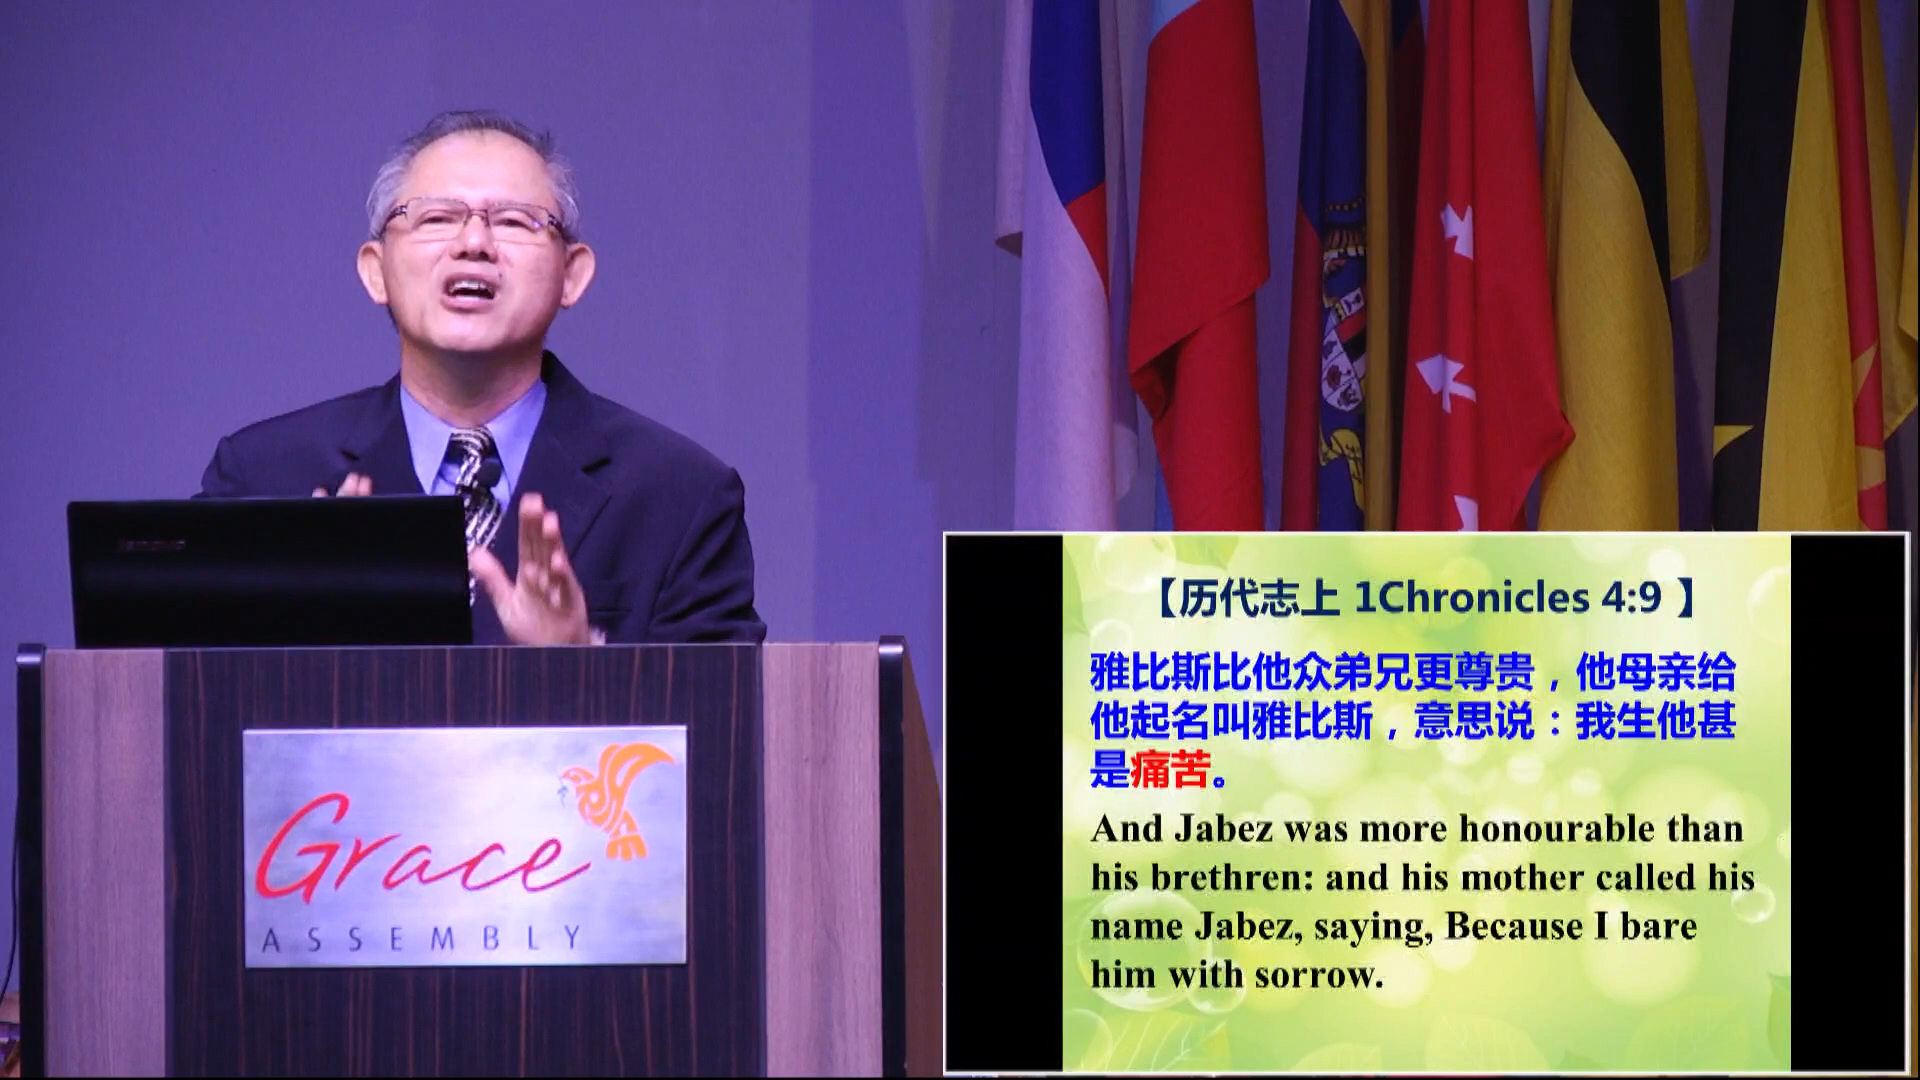 lenovo
Grace
ASSEMBLY
【历代志上 1Chronicles 4:9 】
雅比斯比他众弟兄更尊贵，他母亲给
他起名叫雅比斯，意思说：我生他甚
是痛苦。
And Jabez was more honourable than
his brethren: and his mother called his
name Jabez, saying, Because I bare
him with sorrow.